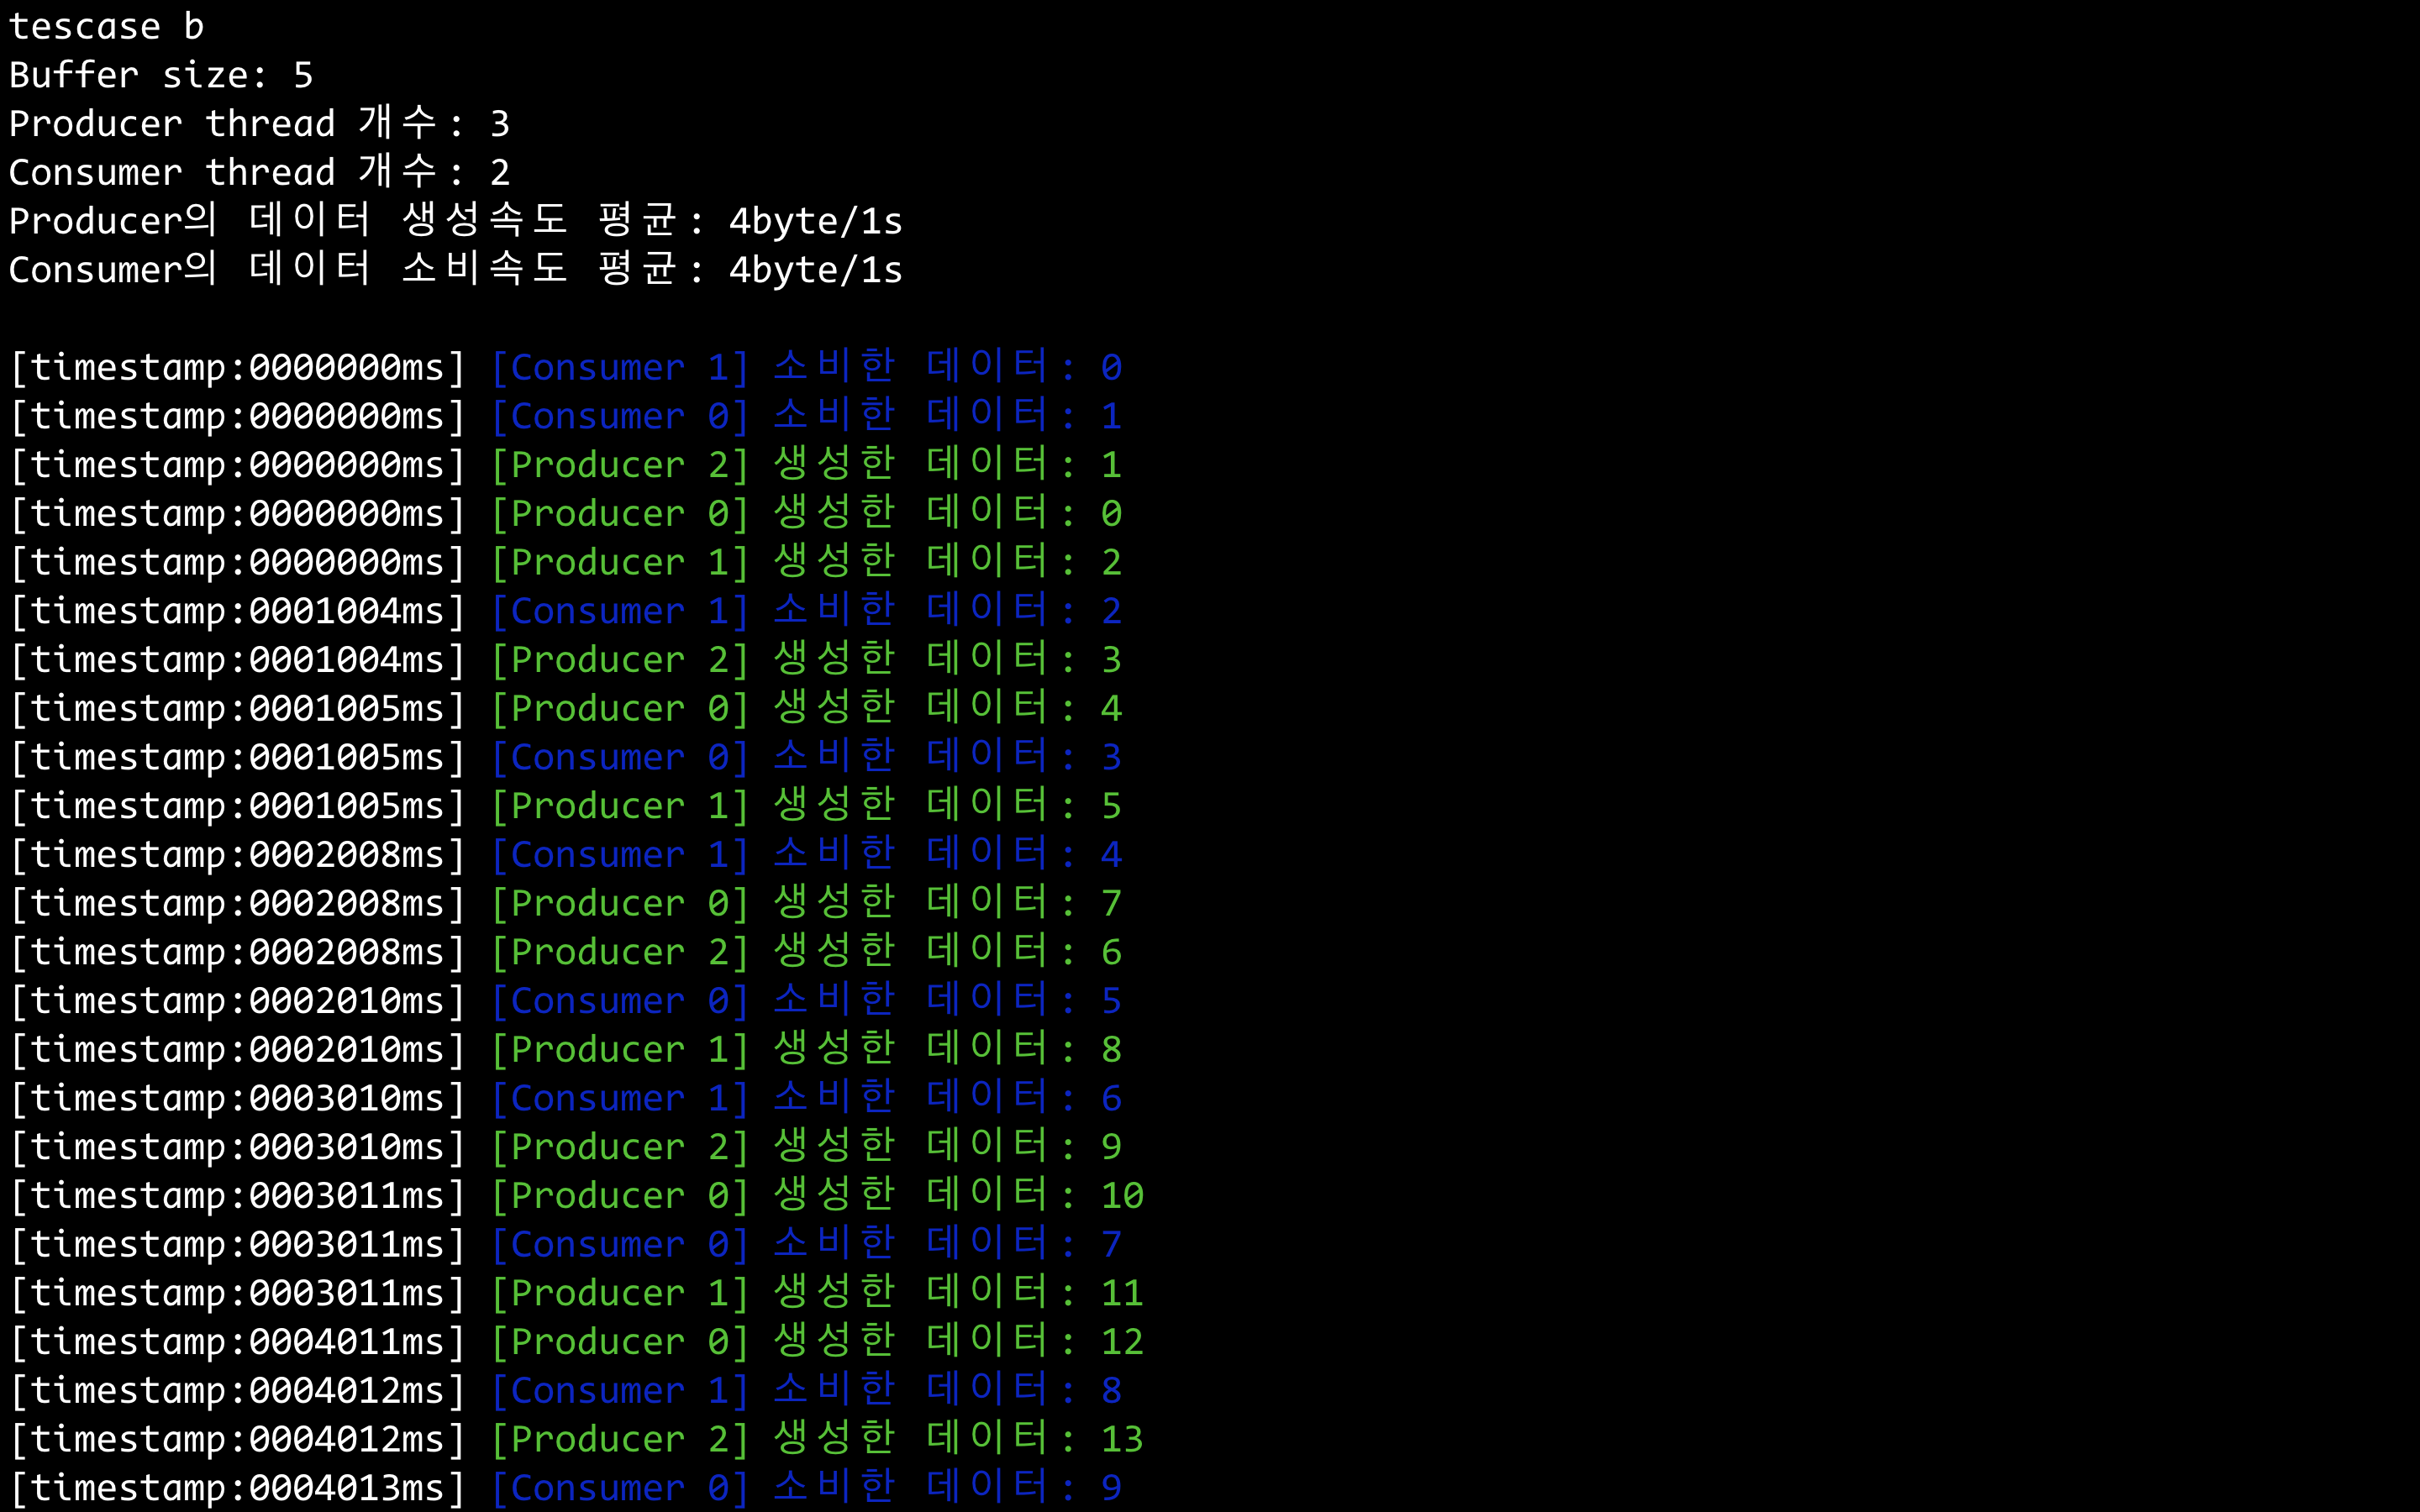 tescase b
Buffer size: 5
Producer thread 개수: 3
Consumer thread 개수: 2
Producer의 데이터 생성속도 평균: 4byte/1s
Consumer의 데이터 소비속도 평균: 4byte/1s
[timestamp:0000000ms] [Consumer 1] 소비한 데이터: 0
[timestamp:0000000ms] [Consumer 0] 소비한 데이터: 1
[timestamp:0000000ms] [Producer 2] 생성한 데이터: 1
[timestamp:0000000ms] [Producer 0] 생성한 데이터: 0
[timestamp:0000000ms] [Producer 1] 생성한 데이터: 2
[timestamp:0001004ms] [Consumer 1] 소비한 데이터: 2
[timestamp:0001004ms] [Producer 2] 생성한 데이터: 3
[timestamp:0001005ms] [Producer 0] 생성한 데이터: 4
[timestamp:0001005ms] [Consumer 0] 소비한 데이터: 3
[timestamp:0001005ms] [Producer 1] 생성한 데이터: 5
[timestamp:0002008ms] [Consumer 1] 소비한 데이터: 4
[timestamp:0002008ms] [Producer 0] 생성한 데이터: 7
[timestamp:0002008ms] [Producer 2] 생성한 데이터: 6
[timestamp:0002010ms] [Consumer 0] 소비한 데이터: 5
[timestamp:0002010ms] [Producer 1] 생성한 데이터: 8
[timestamp:0003010ms] [Consumer 1] 소비한 데이터: 6
[timestamp:0003010ms] [Producer 2] 생성한 데이터: 9
[timestamp:0003011ms] [Producer 0] 생성한 데이터: 10
[timestamp:0003011ms] [Consumer 0] 소비한 데이터: 7
[timestamp:0003011ms] [Producer 1] 생성한 데이터: 11
[timestamp:0004011ms] [Producer 0] 생성한 데이터: 12
[timestamp:0004012ms] [Consumer 1] 소비한 데이터: 8
[timestamp:0004012ms] [Producer 2] 생성한 데이터: 13
[timestamp:0004013ms] [Consumer 0] 소비한 데이터: 9